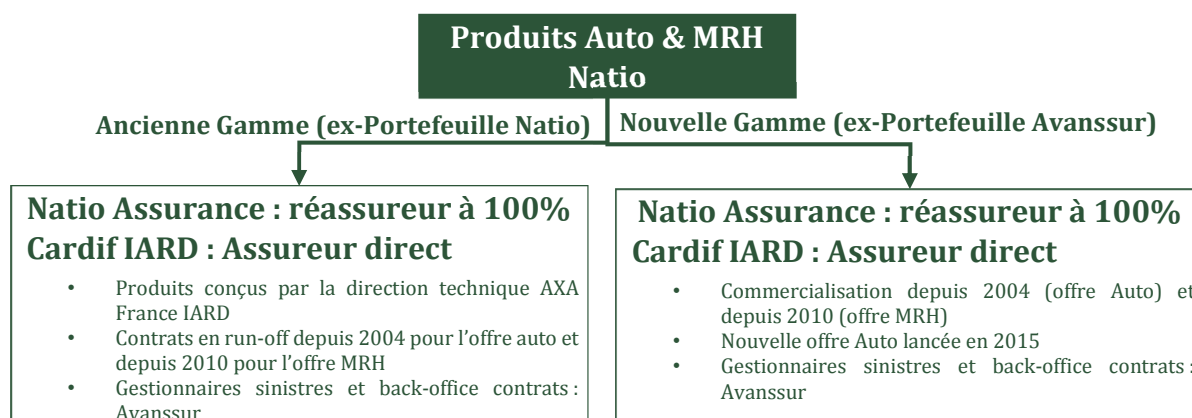 Produits Auto & MRH
Natio
Ancienne Gamme (ex-Portefeuille Natio)
Nouvelle Gamme (ex-Portefeuille Avanssur)
Natio Assurance : réassureur à 100%
Cardif IARD : Assureur direct
• Produits conçus par la direction technique AXA
France IARD
• Contrats en run-off depuis 2004 pour l'offre auto et
depuis 2010 pour l'offre MRH
• Gestionnaires sinistres et back-office contrats :
Avanssur
Natio Assurance : réassureur à 100%
Cardif IARD : Assureur direct
• Commercialisation depuis 2004 (offre Auto) et
depuis 2010 (offre MRH)
• Nouvelle offre Auto lancée en 2015
• Gestionnaires sinistres et back-office contrats :
Avanssur